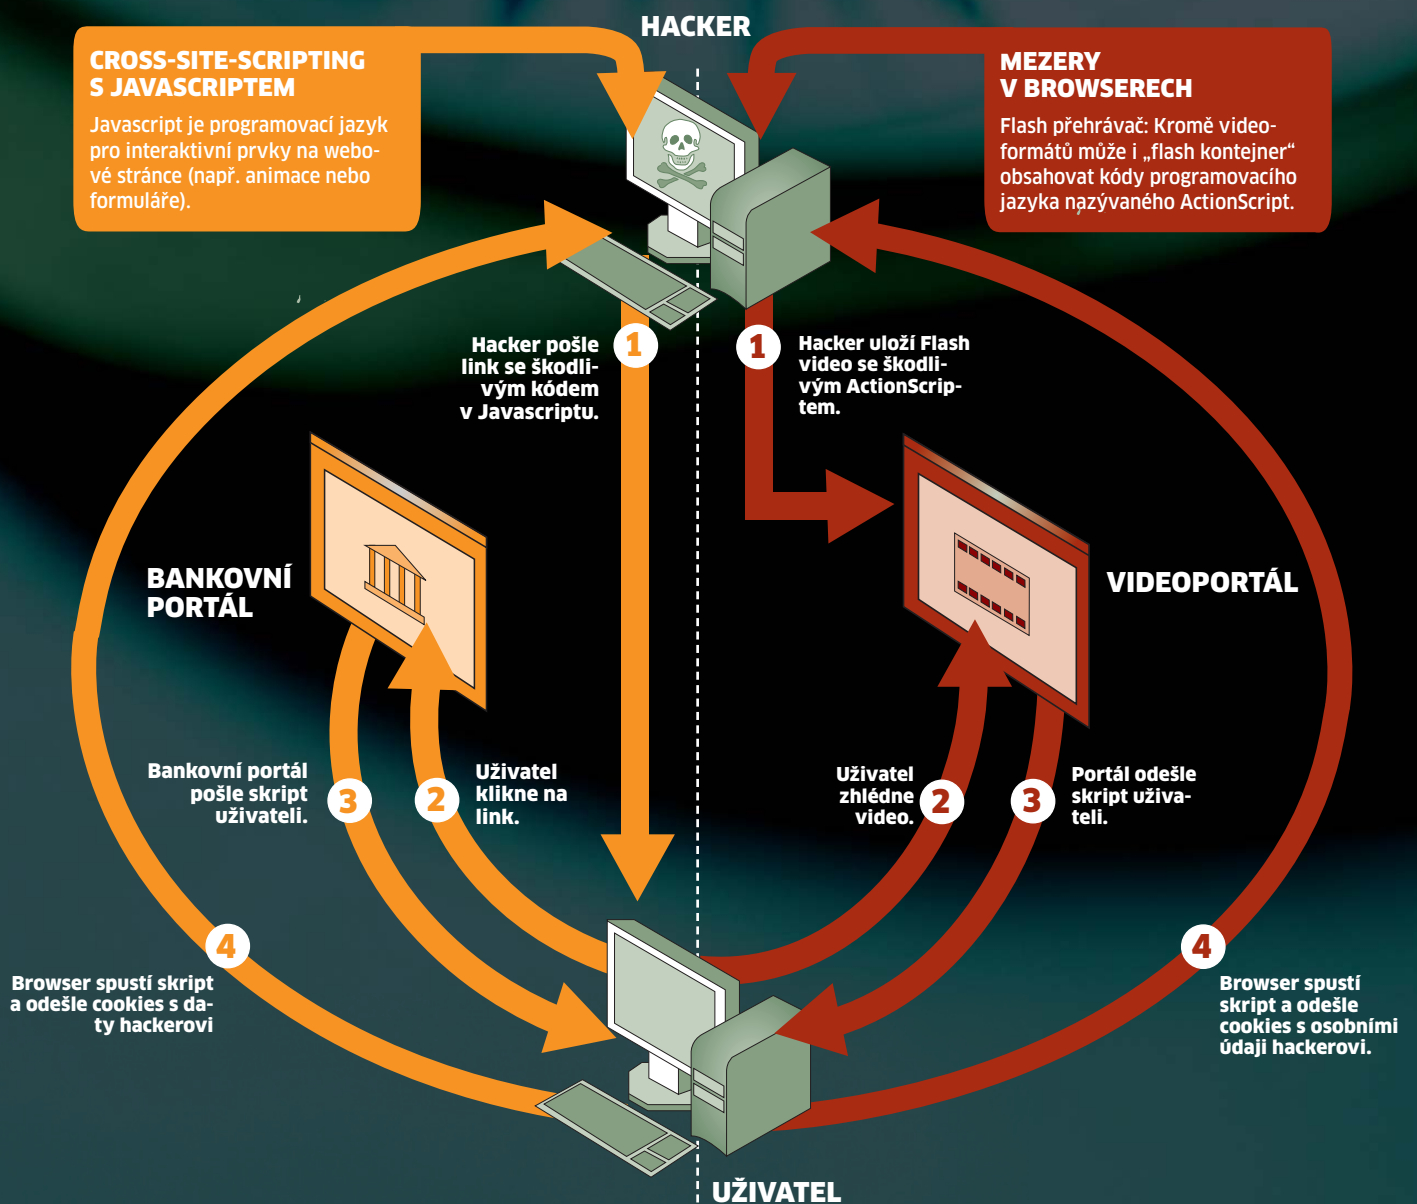 HACKER
CROSS-SITE-SCRIPTING
S JAVASCRIPTEM
Javascript je programovací jazyk
pro interaktivní prvky na webo-
vé stránce (např. animace nebo
formuláře).
MEZERY
V BROWSERECH
Flash přehrávač: Kromě video-
formátů může i „flash kontejner“
obsahovat kódy programovacího
jazyka nazývaného ActionScript.
1
Hacker pošle
link se škodli-
vým kódem
v Javascriptu.
1
Hacker uloží Flash
video se škodli-
vým ActionScrip-
tem.
BANKOVNÍ
PORTÁL
VIDEOPORTÁL
Bankovní portál
pošle skript
uživateli.
3
2
Uživatel
klikne na
link.
Uživatel
zhlédne
video.
2
3
Portál odešle
skript uživa-
teli.
4
Browser spustí skript
a odešle cookies s da-
ty hackerovi
4
Browser spustí
skript a odešle
cookies s osobními
údaji hackerovi.
UŽIVATEL